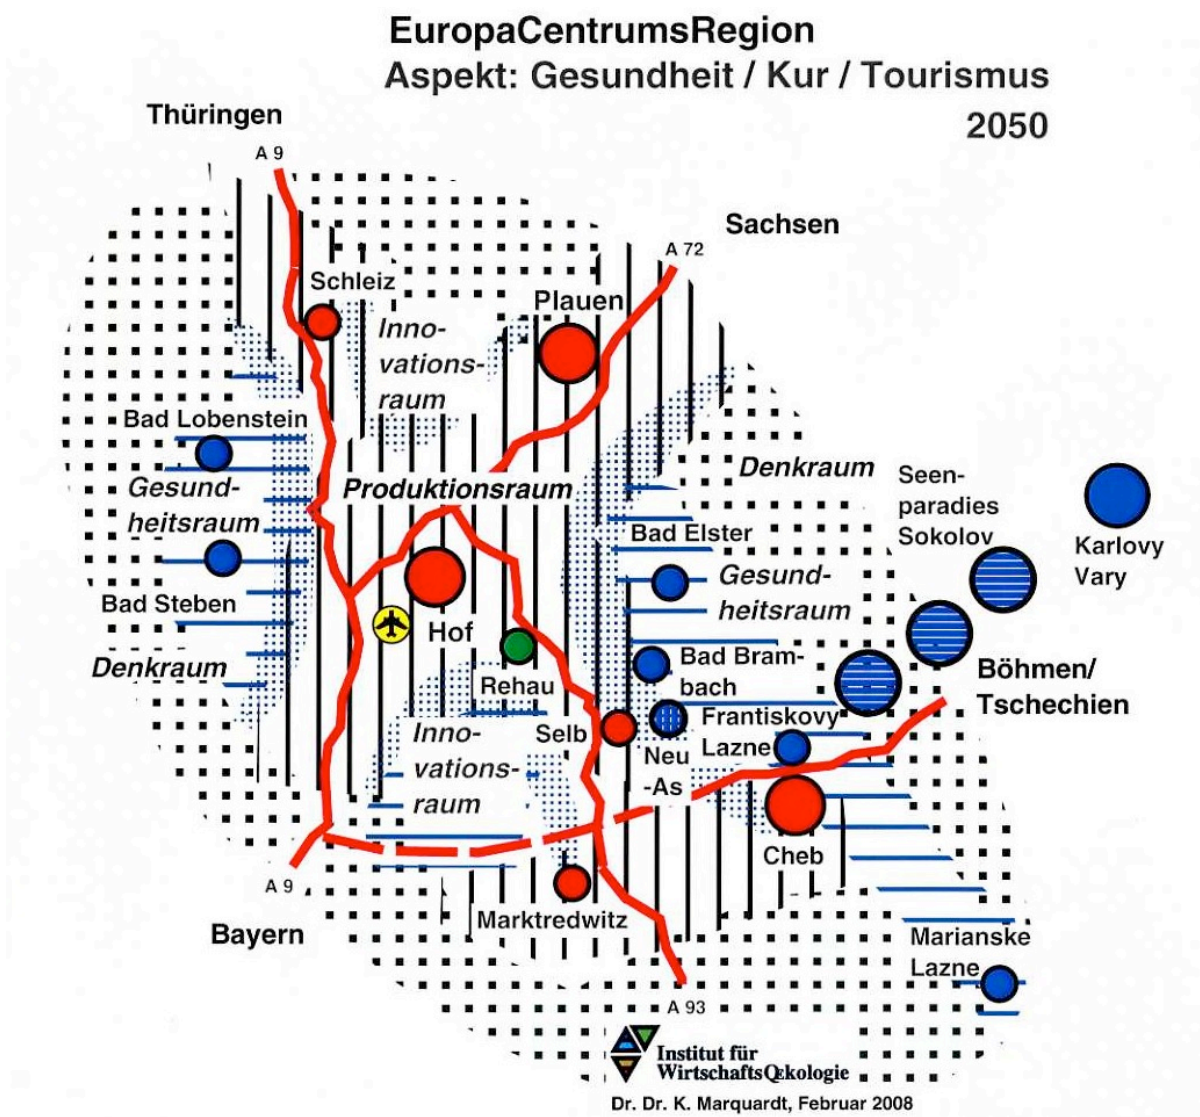 EuropaCentrumsRegion
Aspekt: Gesundheit / Kur / Tourismus
2050
Thüringen
A 9
Sachsen
A 72
Schleiz
Plauen
Inno-
vations-
raum
Bad Lobenstein
Denkraum
Seen-
paradies
Sokolov
Gesund-
heitsraum
Produktionsraum
Karlovy
Vary
Bad Elster
Gesund-
heitsraum
Bad Steben
Hof
Denkraum
Rehau
Bad Bram-
bach
Böhmen/
Tschechien
Selb
Frantiskovy
Lazne
Neu
-As
Inno-
vations-
raum
Cheb
A 9
Bayern
Marktredwitz
Marianske
Lazne
A 93
Institut für
WirtschaftsŒkologie
Dr. Dr. K. Marquardt, Februar 2008